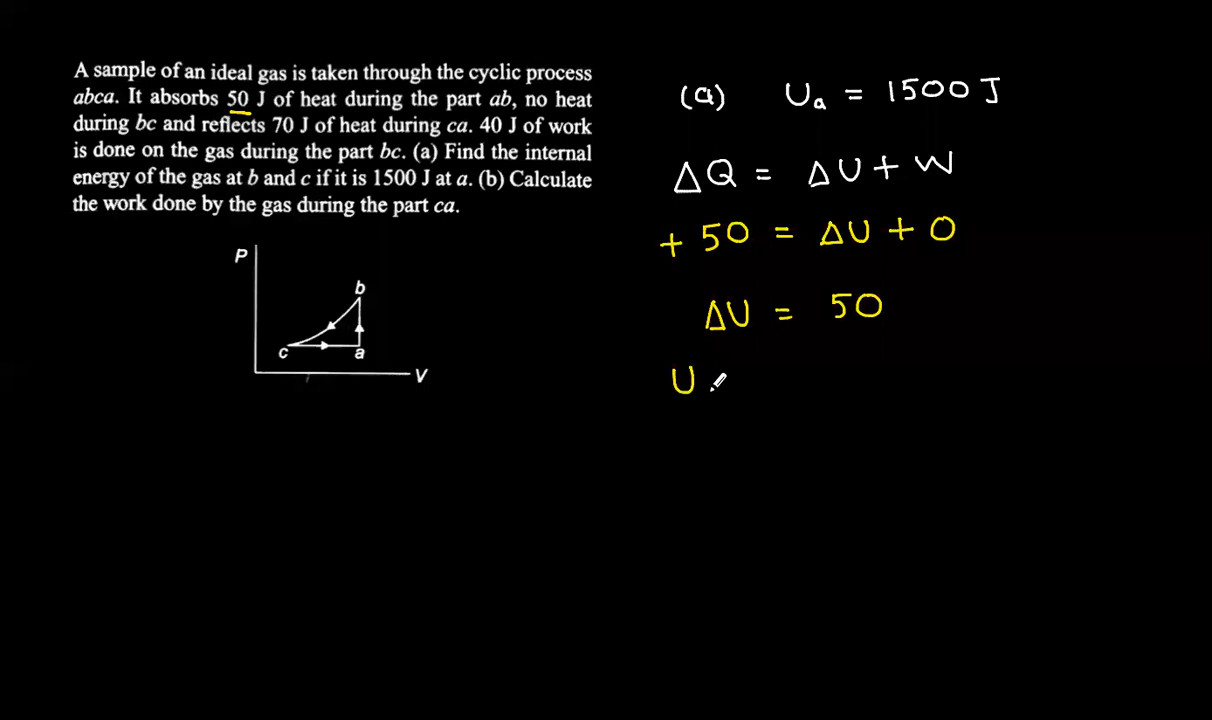 A sample of an ideal gas is taken through the cyclic process
abca. It absorbs 50 J of heat during the part ab, no heat
during bc and reflects 70 J of heat during ca. 40 J of work
is done on the gas during the part bc. (a) Find the internal
energy of the gas at b and c if it is 1500 J at a. (b) Calculate
the work done by the gas during the part ca.
P
b
c
a
V
(a) Ua = 1500 J
ΔQ = ΔU + W
+ 50 = ΔU + 0
ΔU = 50
U